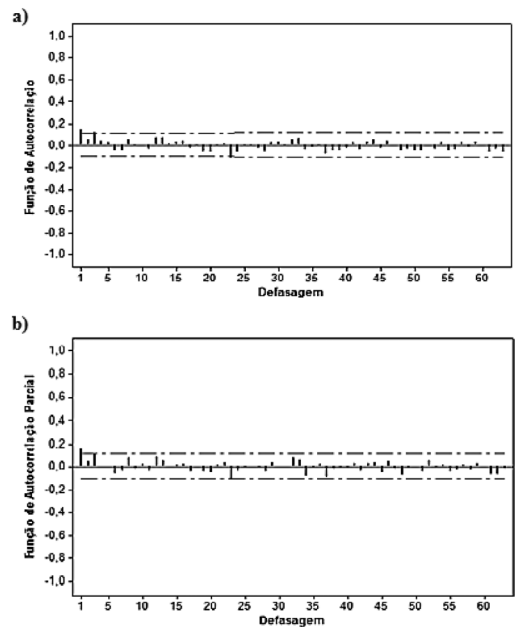 a)
Função de Autocorrelação
1,0
0,8
0,6
0,4
0,2
0,0
-0,2
-0,4
-0,6
-0,8
-1,0
1 5 10 15 20 25 30 35 40 45 50 55 60
Defasagem
b)
Função de Autocorrelação Parcial
1,0
0,8
0,6
0,4
0,2
0,0
-0,2
-0,4
-0,6
-0,8
-1,0
1 5 10 15 20 25 30 35 40 45 50 55 60
Defasagem